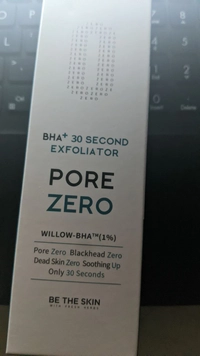 BHA+ 30 SECOND
EXFOLIATOR
PORE
ZERO
WILLOW-BHA™(1%)
Pore Zero Blackhead Zero
Dead Skin Zero Soothing Up
Only 30 Seconds
BE THE SKIN